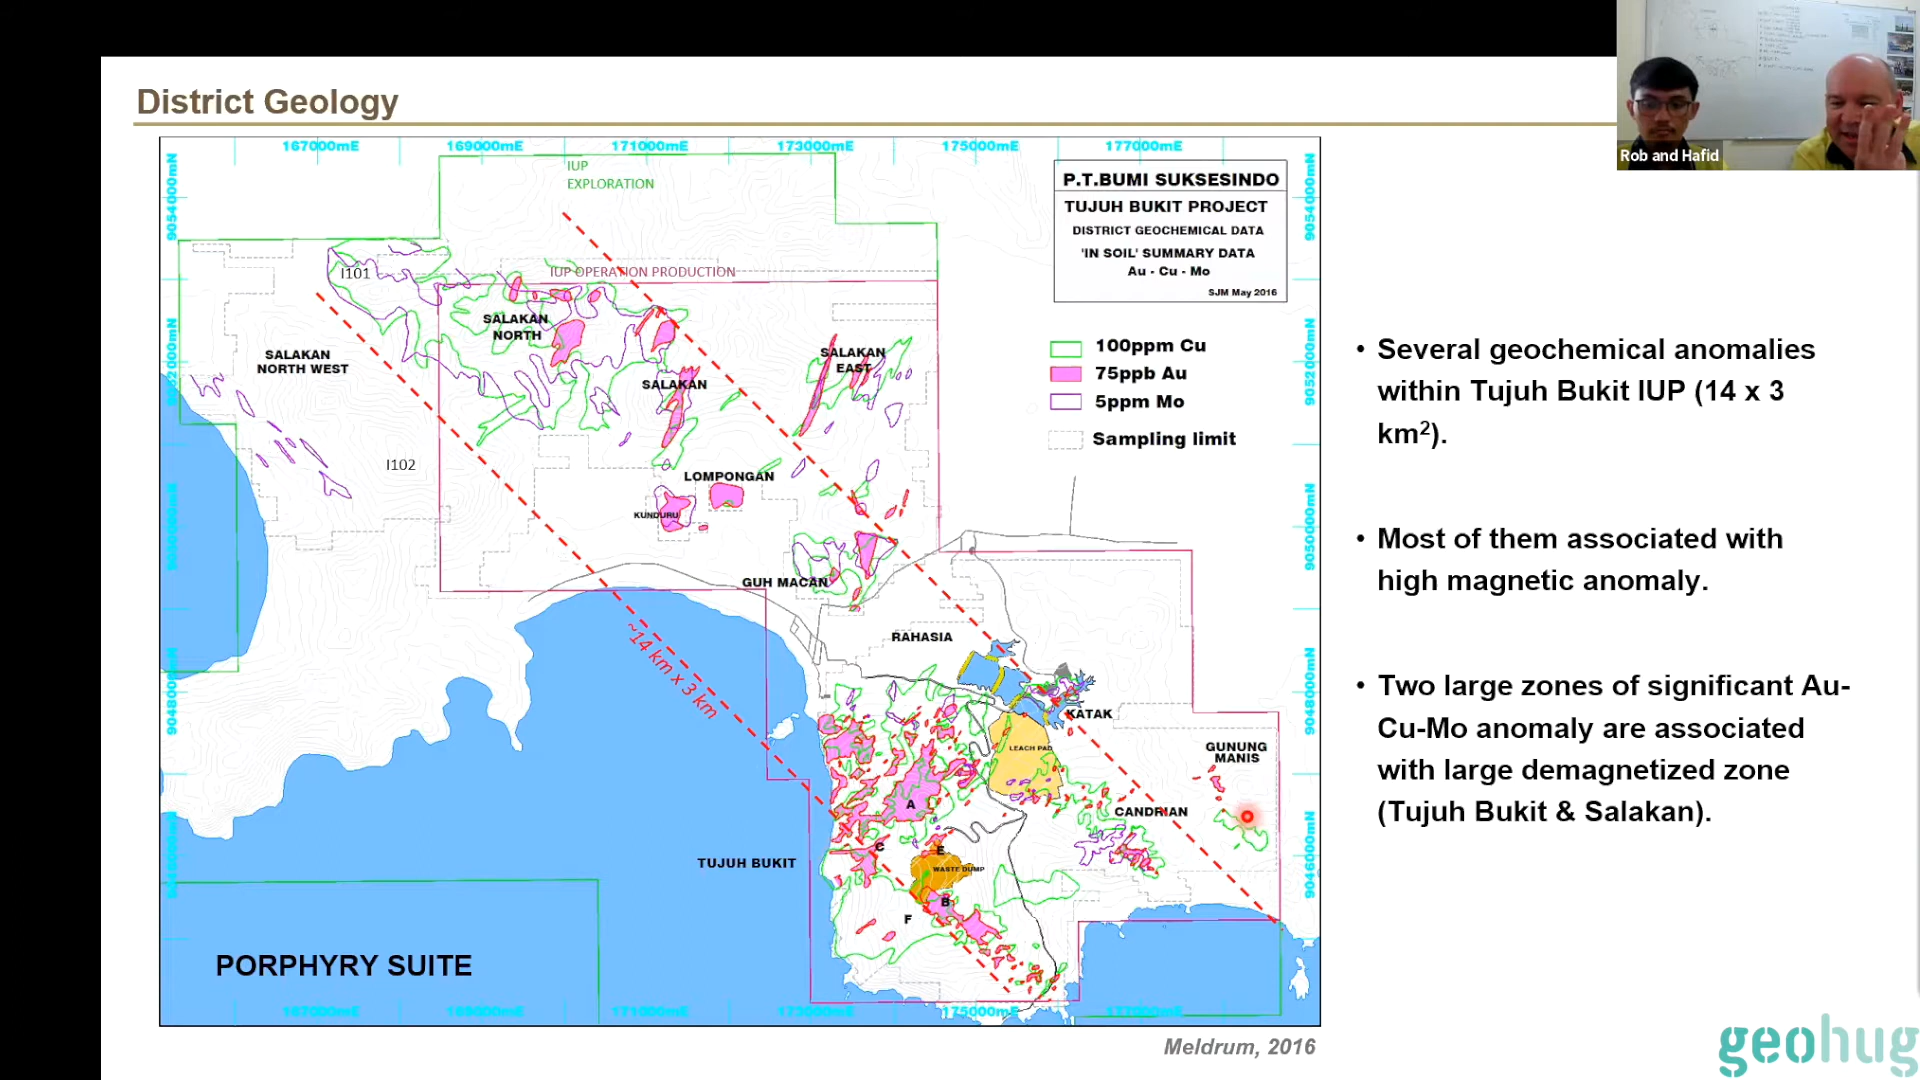 District Geology
Rob and Hafid
167000mE
169000mE
171000mE
173000mE
175000mE
177000mE
9054000mN
9054000mN
IUP
EXPLORATION
P.T.BUMI SUKSESINDO
TUJUH BUKIT PROJECT
DISTRICT GEOCHEMICAL DATA
'IN SOIL' SUMMARY DATA
Au - Cu - Mo
SJM May 2016
I101
IUP OPERATION PRODUCTION
SALAKAN
NORTH
SALAKAN
NORTH WEST
SALAKAN
SALAKAN
EAST
9052000mN
9052000mN
100ppm Cu
75ppb Au
5ppm Mo
Sampling limit
I102
LOMPONGAN
KUNDURU
9050000mN
9050000mN
GUH MACAN
RAHASIA
~14 km x 3 km
9048000mN
9048000mN
KATAK
LEACH PAD
GUNUNG
MANIS
CANDRIAN
A
C
E
TUJUH BUKIT
WASTE DUMP
B
F
9046000mN
9046000mN
PORPHYRY SUITE
167000mE
169000mE
171000mE
173000mE
175000mE
177000mE
Meldrum, 2016
• Several geochemical anomalies
within Tujuh Bukit IUP (14 x 3
km²).
• Most of them associated with
high magnetic anomaly.
• Two large zones of significant Au-
Cu-Mo anomaly are associated
with large demagnetized zone
(Tujuh Bukit & Salakan).
geohug